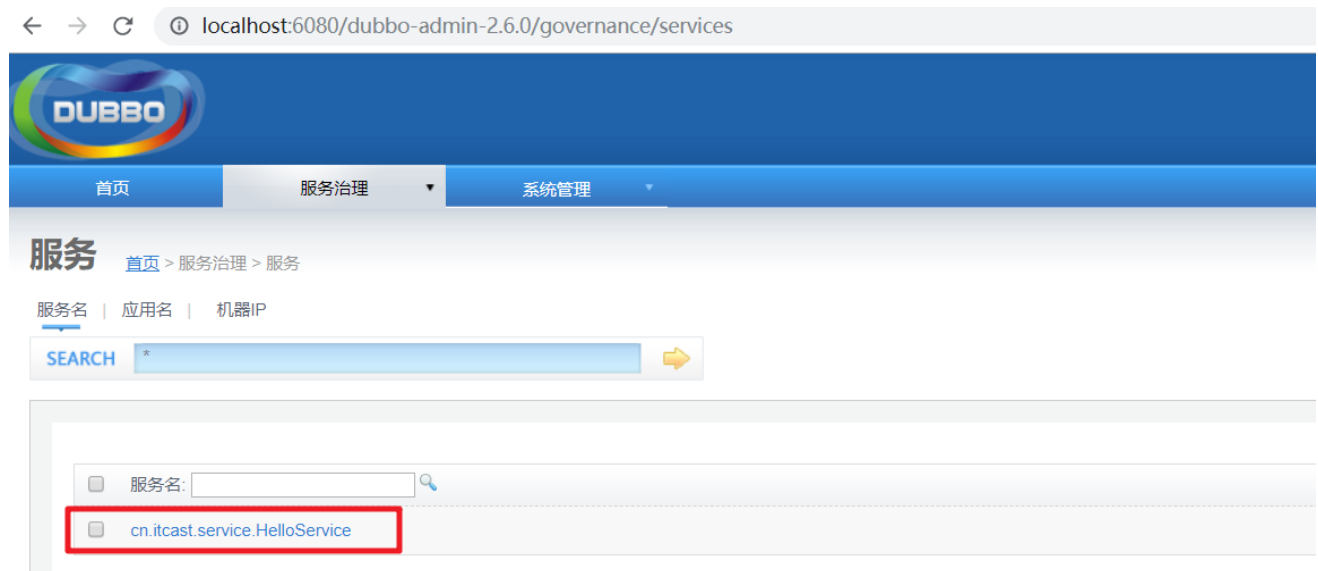 localhost:6080/dubbo-admin-2.6.0/governance/services
DUBBO
首页 服务治理 系统管理
服务 首页 > 服务治理 > 服务
服务名 | 应用名 | 机器IP
SEARCH *
服务名:
cn.itcast.service.HelloService